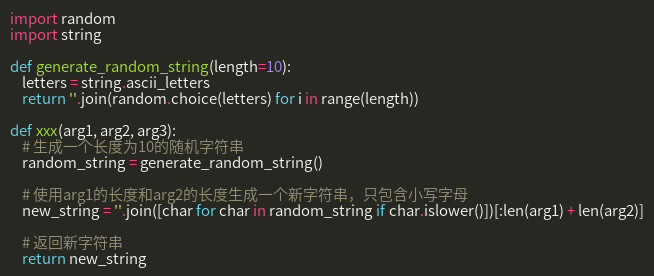 import random
import string
def generate_random_string(length=10):
letters = string.ascii_letters
return ''.join(random.choice(letters) for i in range(length))
def xxx(arg1, arg2, arg3):
# 生成一个长度为10的随机字符串
random_string = generate_random_string()
# 使用arg1的长度和arg2的长度生成一个新字符串，只包含小写字母
new_string = ''.join([char for char in random_string if char.islower()])[:len(arg1) + len(arg2)]
# 返回新字符串
return new_string